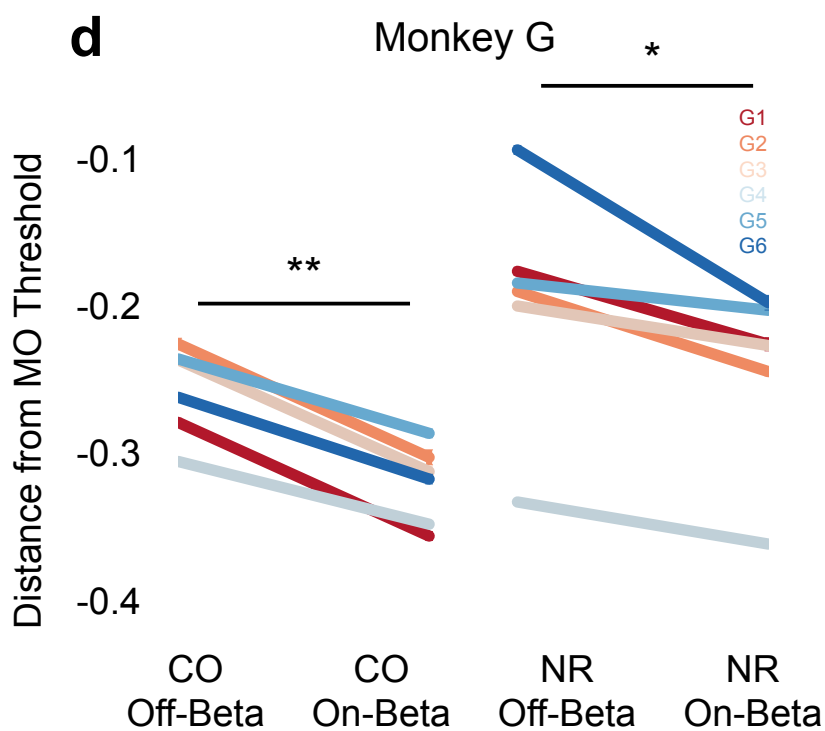 d
Monkey G
*
G1
G2
G3
G4
G5
G6
**
Distance from MO Threshold
-0.1
-0.2
-0.3
-0.4
CO
Off-Beta
CO
On-Beta
NR
Off-Beta
NR
On-Beta